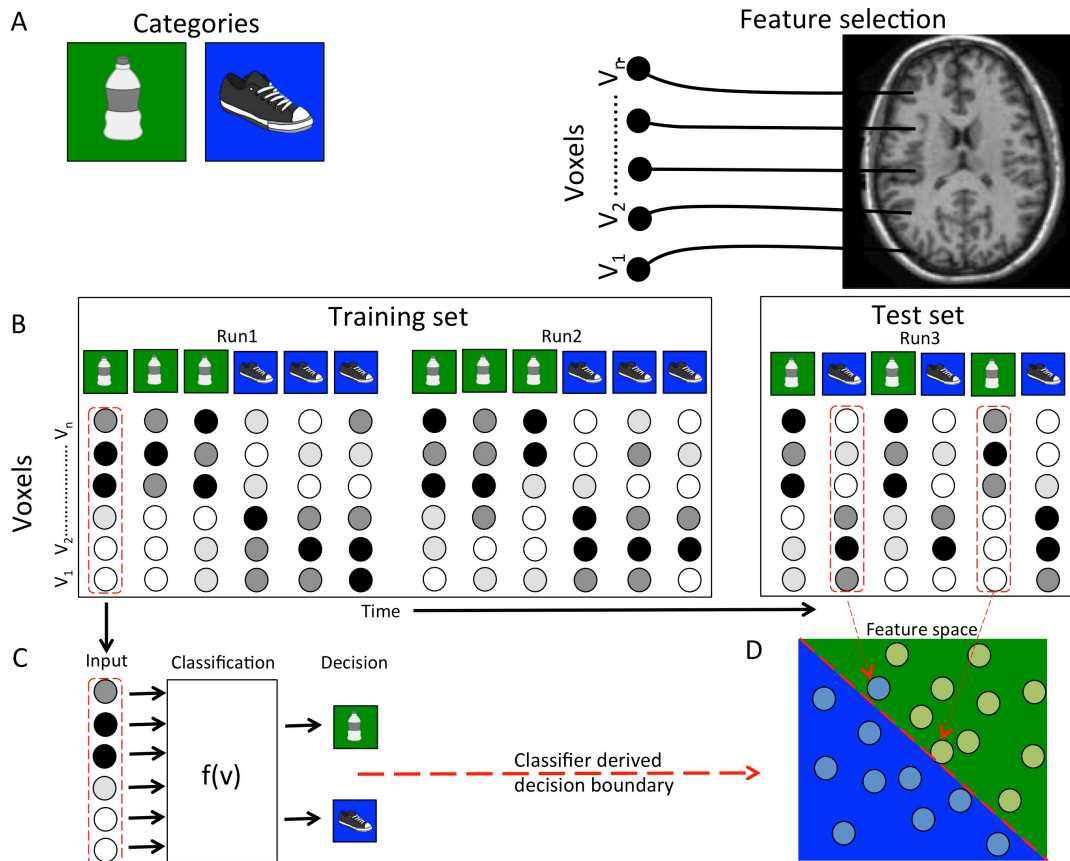 A
Categories
Feature selection
Voxels
Vn
V2
V1
B
Training set
Run1
Run2
Test set
Run3
Voxels
Vn
V2
V1
Time
C
Input
Classification
Decision
f(v)
Classifier derived
decision boundary
D
Feature space